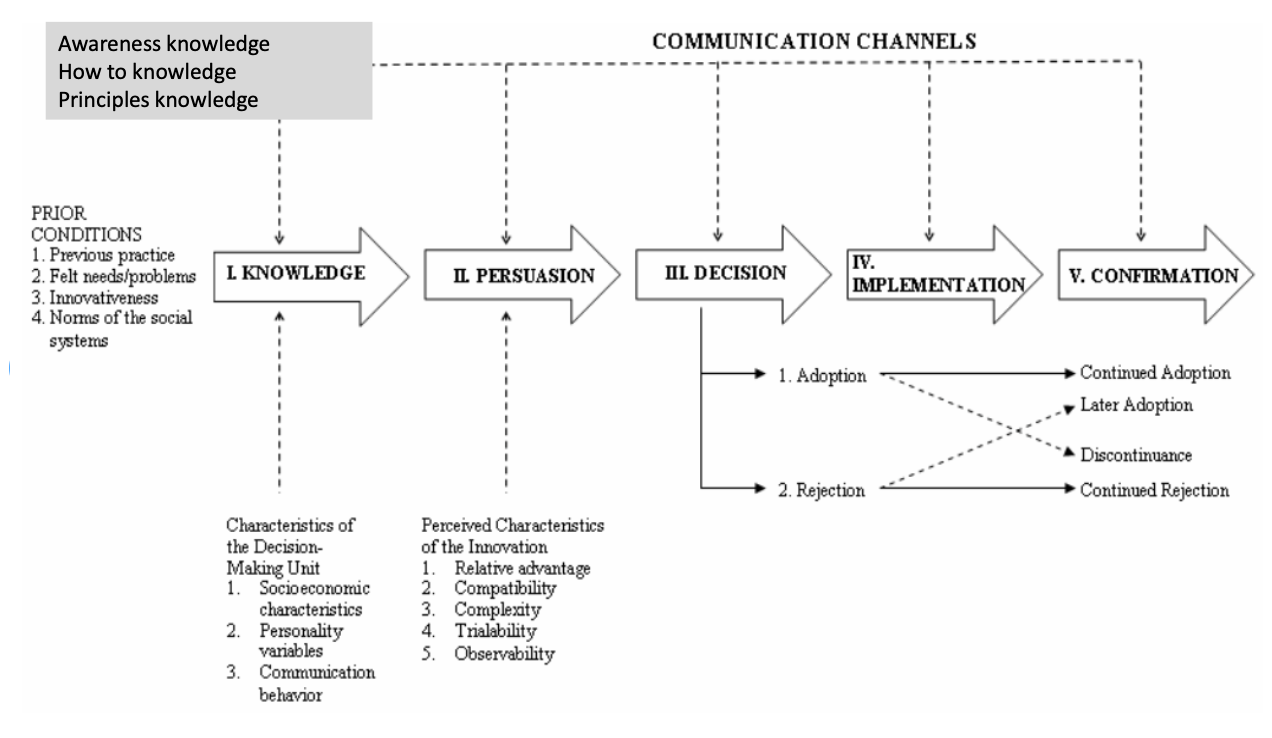 Awareness knowledge
How to knowledge
Principles knowledge
COMMUNICATION CHANNELS
PRIOR
CONDITIONS
1. Previous practice
2. Felt needs/problems
3. Innovativeness
4. Norms of the social
systems
I. KNOWLEDGE
II. PERSUASION
III. DECISION
IV.
IMPLEMENTATION
V. CONFIRMATION
1. Adoption
2. Rejection
Continued Adoption
Later Adoption
Discontinuance
Continued Rejection
Characteristics of
the Decision-
Making Unit
1. Socioeconomic
characteristics
2. Personality
variables
3. Communication
behavior
Perceived Characteristics
of the Innovation
1. Relative advantage
2. Compatibility
3. Complexity
4. Trialability
5. Observability